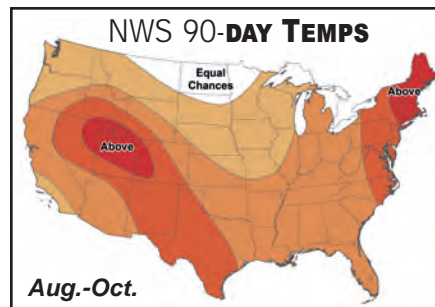 NWS 90-DAY TEMPS
Equal
Chances
Above
Above
Aug.-Oct.